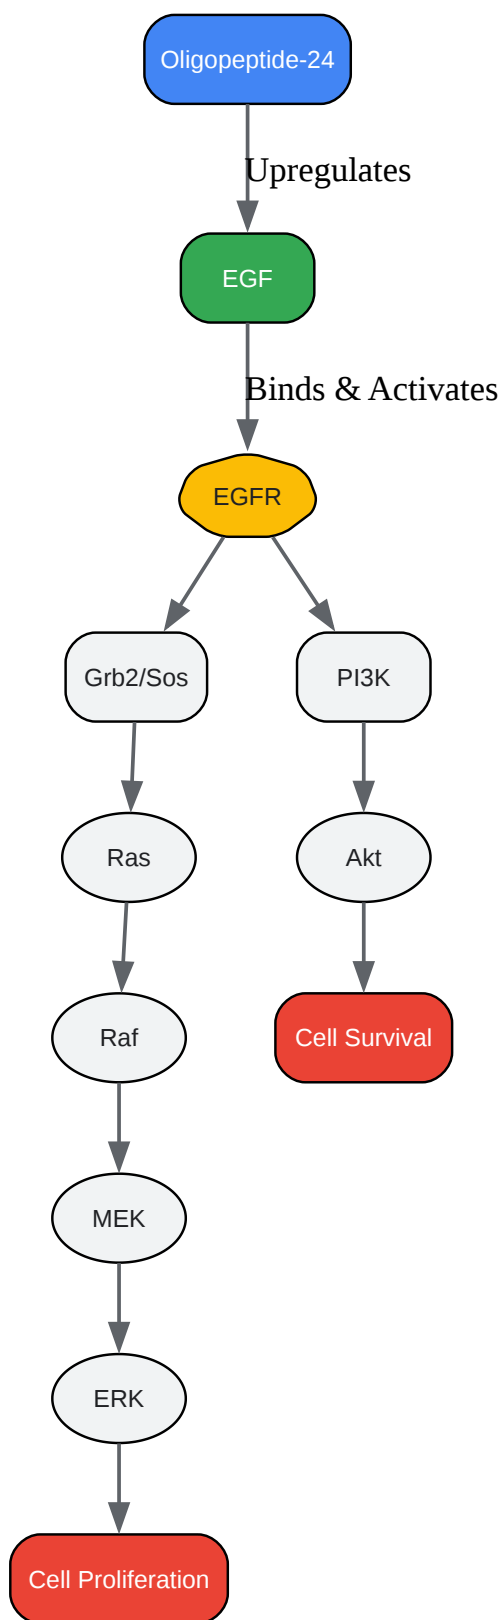 Oligopeptide-24
Upregulates
EGF
Binds & Activates
EGFR
Grb2/Sos
PI3K
Ras
Akt
Raf
Cell Survival
MEK
ERK
Cell Proliferation